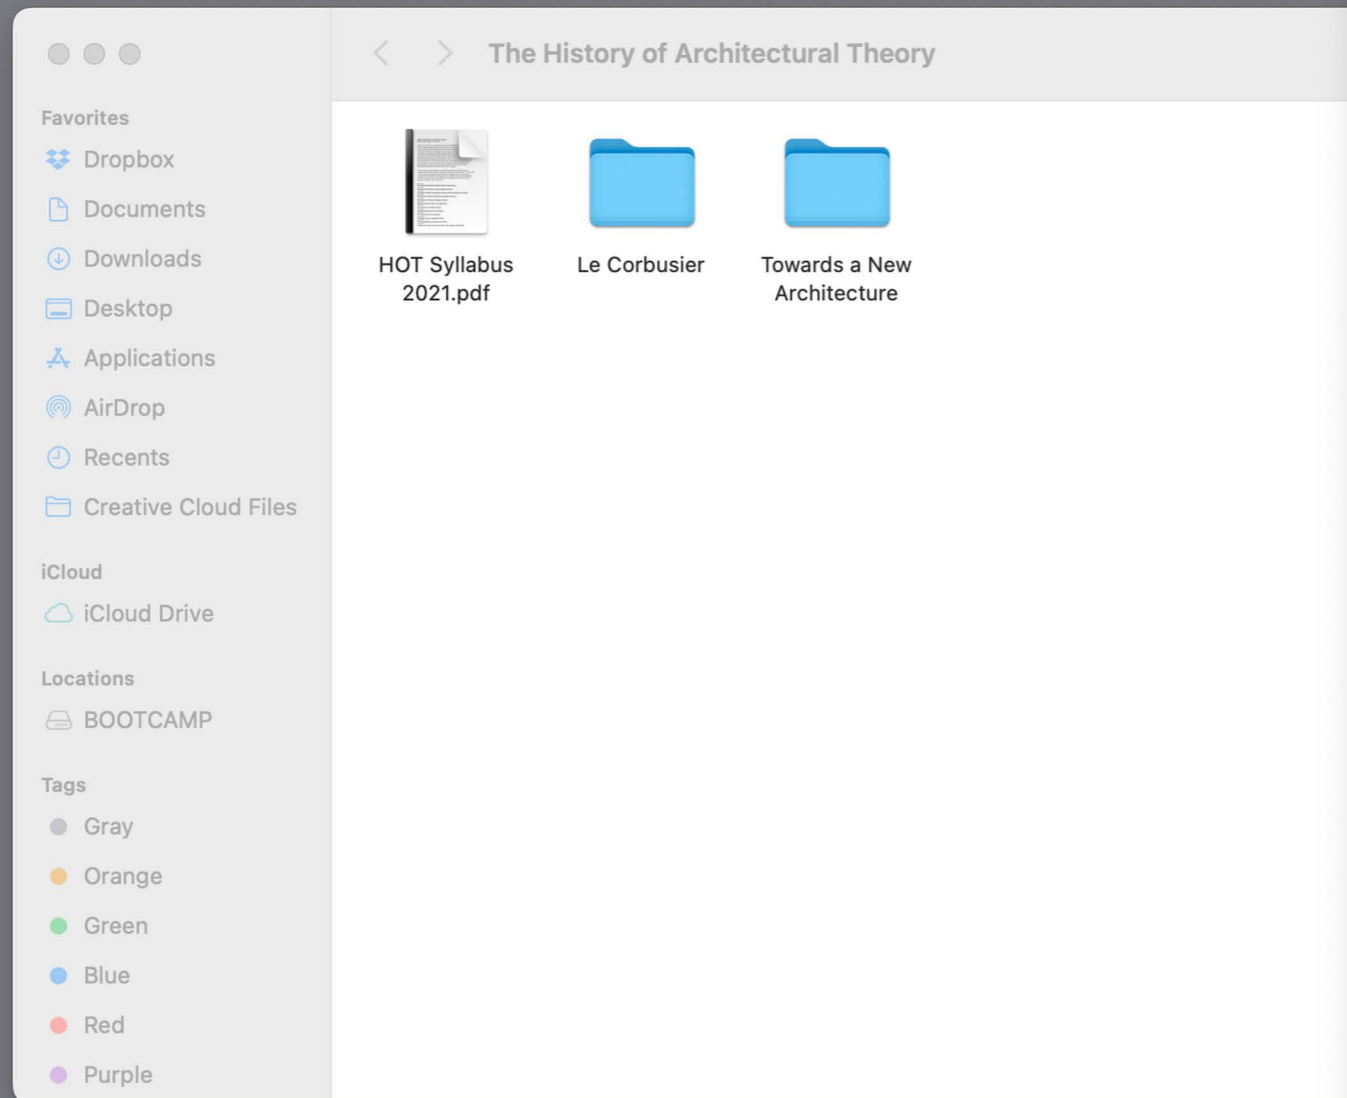 The History of Architectural Theory
Favorites
Dropbox
Documents
Downloads
Desktop
Applications
AirDrop
Recents
Creative Cloud Files
iCloud
iCloud Drive
Locations
BOOTCAMP
Tags
Gray
Orange
Green
Blue
Red
Purple
HOT Syllabus
2021.pdf
Le Corbusier
Towards a New
Architecture